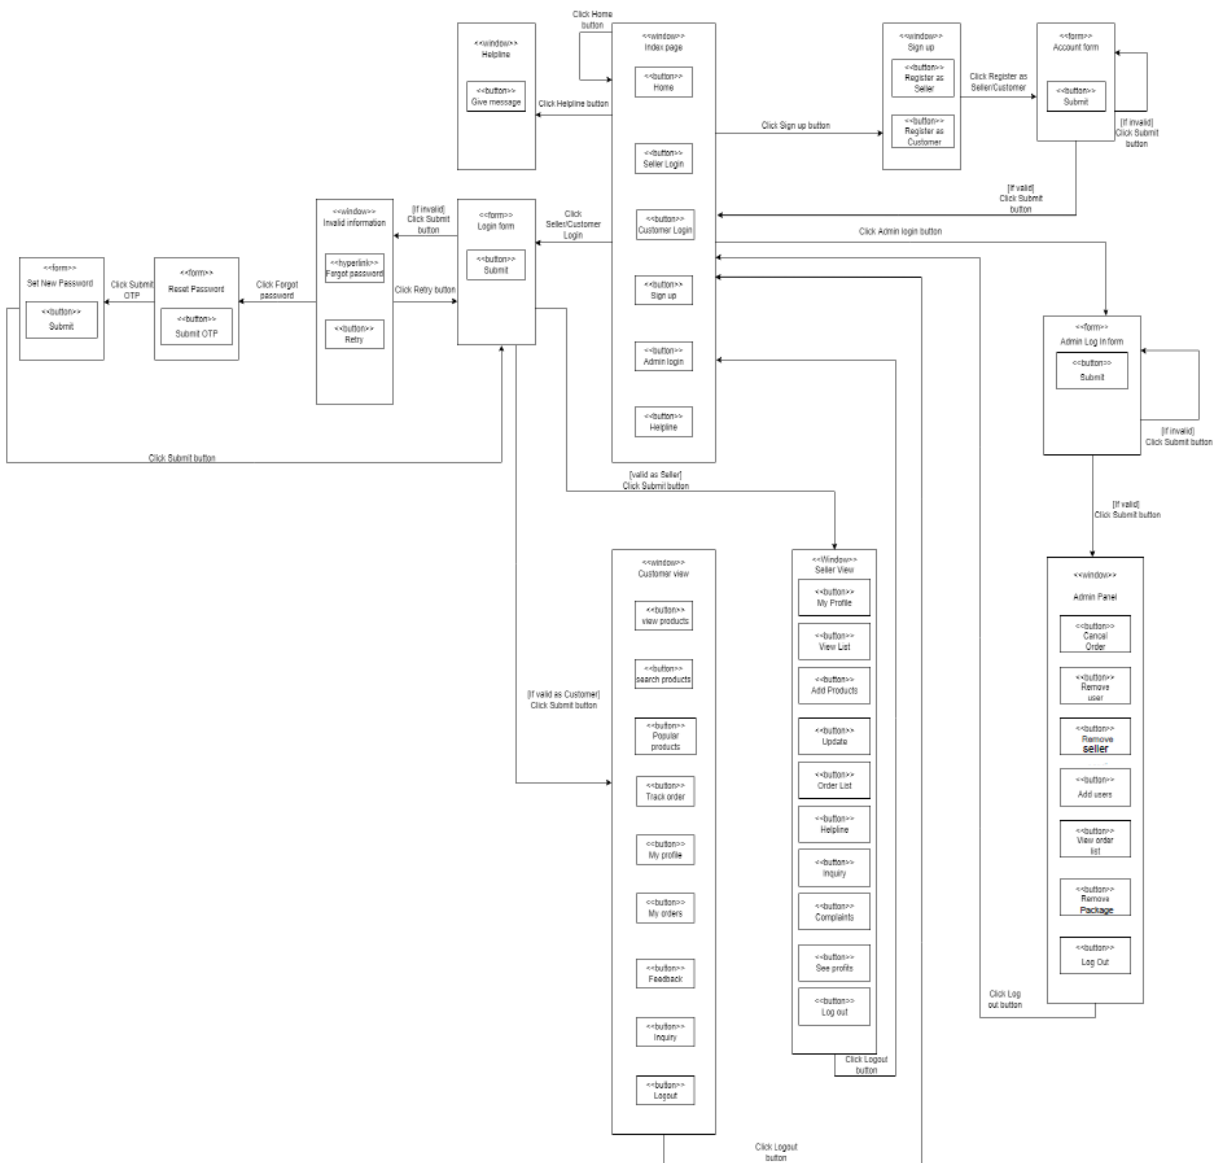 Click Home
button
<<window>>
Helpline
<<button>>
Give message
Click Helpline button
<<window>>
Index page
<<button>>
Home
<<button>>
Seller Login
<<button>>
Customer Login
<<button>>
Sign up
<<button>>
Admin login
<<button>>
Helpline
Click Sign up button
<<window>>
Sign up
<<button>>
Register as
Seller
<<button>>
Register as
Customer
Click Register as
Seller/Customer
<<form>>
Account form
<<button>>
Submit
[If invalid]
Click Submit
button
[If valid]
Click Submit
button
Click Admin login button
Click
Seller/Customer
Login
<<form>>
Login form
<<button>>
Submit
[If invalid]
Click Submit
button
<<window>>
Invalid information
<<hyperlink>>
Forgot password
<<button>>
Retry
Click Retry button
Click Forgot
password
<<form>>
Reset Password
<<button>>
Submit OTP
Click Submit
OTP
<<form>>
Set New Password
<<button>>
Submit
Click Submit button
<<form>>
Admin Log In form
<<button>>
Submit
[If invalid]
Click Submit button
[If valid]
Click Submit button
[valid as Seller]
Click Submit button
[If valid as Customer]
Click Submit button
<<window>>
Customer view
<<button>>
view products
<<button>>
search products
<<button>>
Popular
products
<<button>>
Track order
<<button>>
My profile
<<button>>
My orders
<<button>>
Feedback
<<button>>
Inquiry
<<button>>
Logout
Click Logout
button
<<Window>>
Seller View
<<button>>
My Profile
<<button>>
View List
<<button>>
Add Products
<<button>>
Update
<<button>>
Order List
<<button>>
Helpline
<<button>>
Inquiry
<<button>>
Complaints
<<button>>
See profits
<<button>>
Log out
Click Logout
button
<<window>>
Admin Panel
<<button>>
Cancel
Order
<<button>>
Remove
user
<<button>>
Remove
seller
<<button>>
Add users
<<button>>
View order
list
<<button>>
Remove
Package
<<button>>
Log Out
Click Log
out button